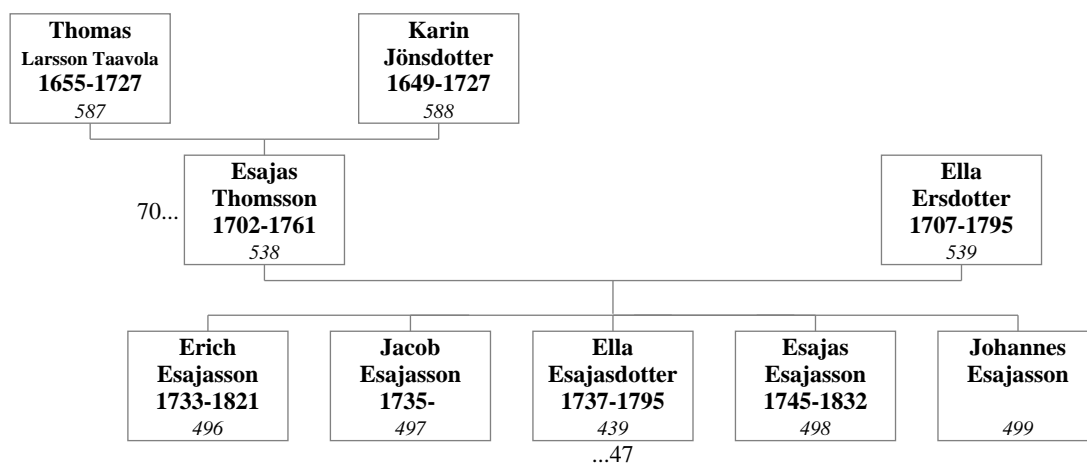 Thomas
Larsson Taavola
1655-1727
587
Karin
Jönsdotter
1649-1727
588
70...
Esajas
Thomsson
1702-1761
538
Ella
Ersdotter
1707-1795
539
Erich
Esajasson
1733-1821
496
Jacob
Esajasson
1735-
497
Ella
Esajasdotter
1737-1795
439
...47
Esajas
Esajasson
1745-1832
498
Johannes
Esajasson
499